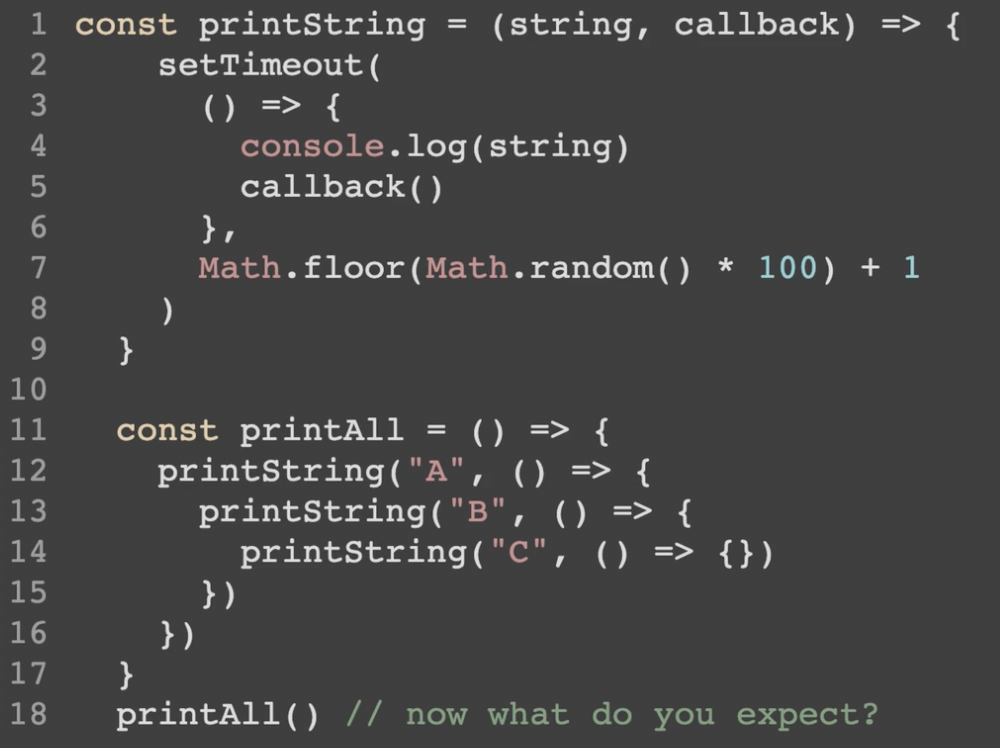 1 const printString = (string, callback) => {
2     setTimeout(
3       () => {
4         console.log(string)
5         callback()
6       },
7       Math.floor(Math.random() * 100) + 1
8     )
9   }
10
11   const printAll = () => {
12     printString("A", () => {
13       printString("B", () => {
14         printString("C", () => {})
15       })
16     })
17   }
18   printAll() // now what do you expect?